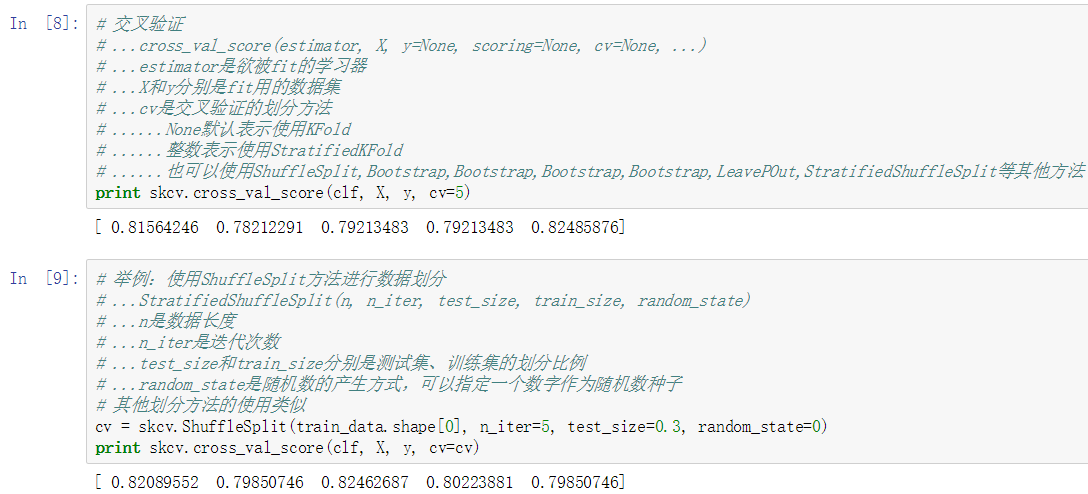 In [8]:
# 交叉验证
# ...cross_val_score(estimator, X, y=None, scoring=None, cv=None, ...)
# ...estimator是欲被fit的学习器
# ...X和y分别是fit用的数据集
# ...cv是交叉验证的划分方法
# ......None默认表示使用KFold
# ......整数表示使用StratifiedKFold
# ......也可以使用ShuffleSplit,Bootstrap,Bootstrap,Bootstrap,Bootstrap,LeavePOut,StratifiedShuffleSplit等其他方法
print skcv.cross_val_score(clf, X, y, cv=5)
[ 0.81564246  0.78212291  0.79213483  0.79213483  0.82485876]
In [9]:
# 举例：使用ShuffleSplit方法进行数据划分
# ...StratifiedShuffleSplit(n, n_iter, test_size, train_size, random_state)
# ...n是数据长度
# ...n_iter是迭代次数
# ...test_size和train_size分别是测试集、训练集的划分比例
# ...random_state是随机数的产生方式，可以指定一个数字作为随机数种子
# 其他划分方法的使用类似
cv = skcv.ShuffleSplit(train_data.shape[0], n_iter=5, test_size=0.3, random_state=0)
print skcv.cross_val_score(clf, X, y, cv=cv)
[ 0.82089552  0.79850746  0.82462687  0.80223881  0.79850746]